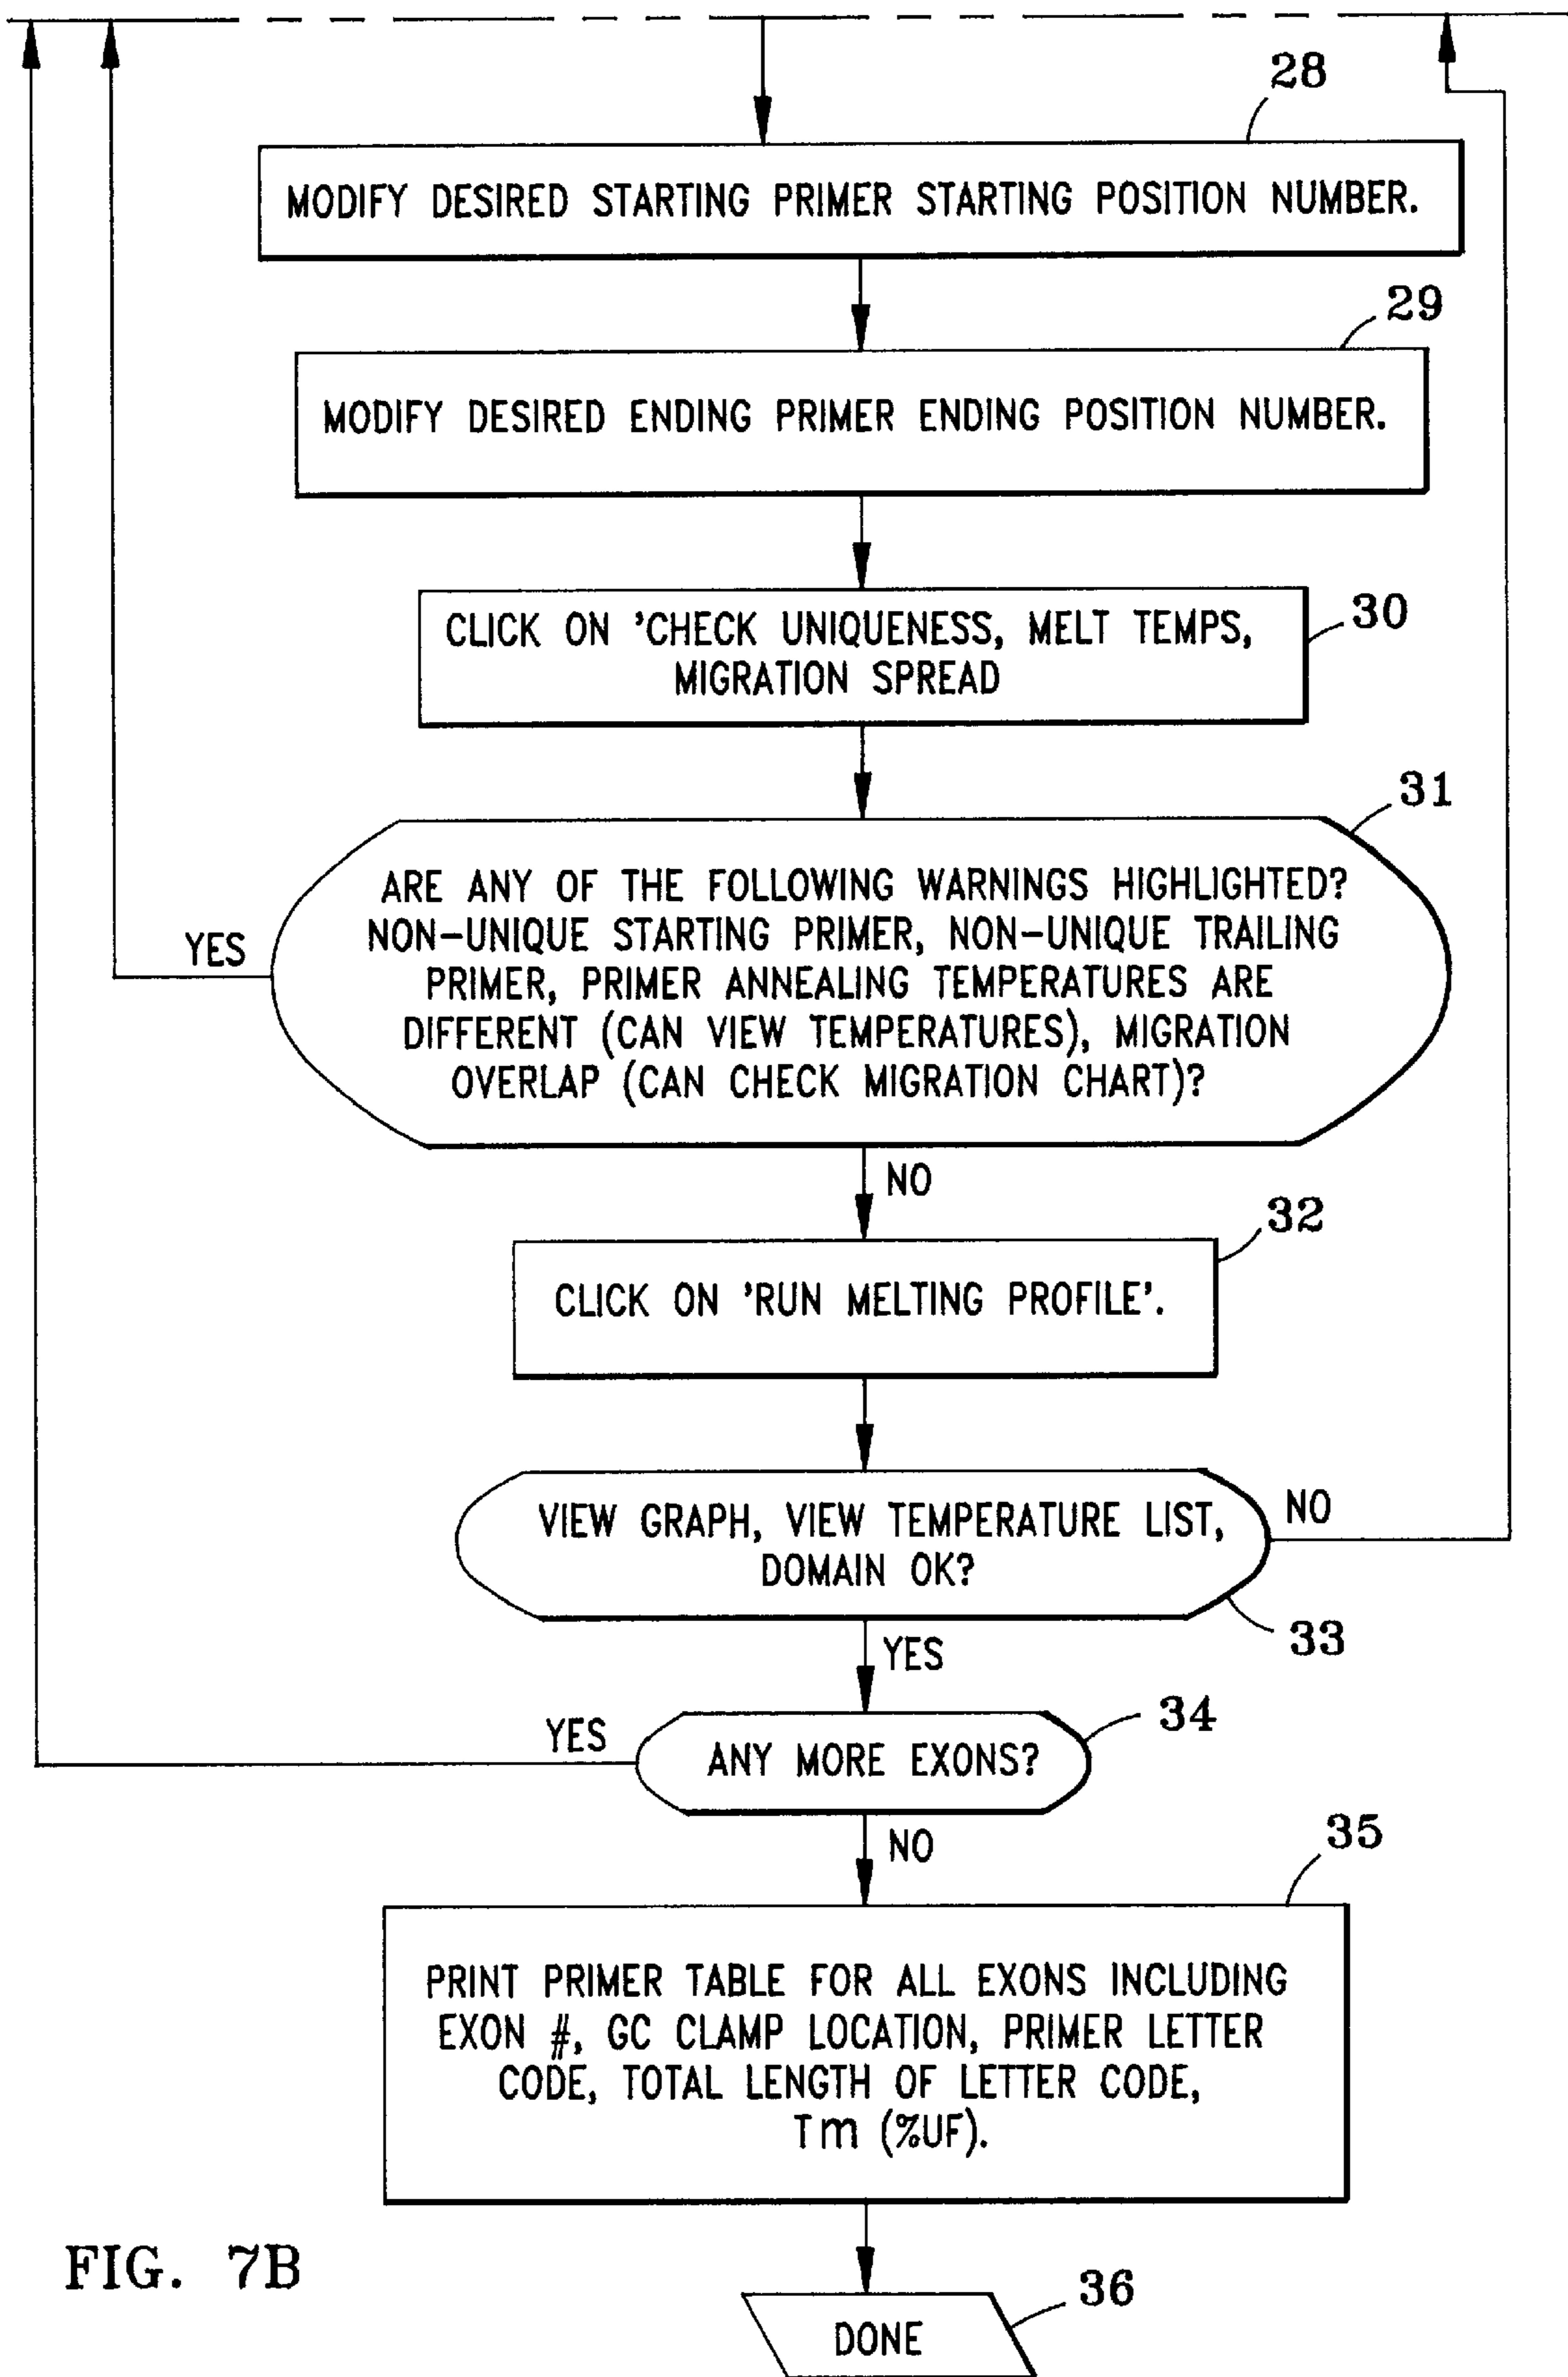 28
MODIFY DESIRED STARTING PRIMER STARTING POSITION NUMBER.
29
MODIFY DESIRED ENDING PRIMER ENDING POSITION NUMBER.
CLICK ON 'CHECK UNIQUENESS, MELT TEMPS,
MIGRATION SPREAD
30
31
ARE ANY OF THE FOLLOWING WARNINGS HIGHLIGHTED?
NON-UNIQUE STARTING PRIMER, NON-UNIQUE TRAILING
PRIMER, PRIMER ANNEALING TEMPERATURES ARE
DIFFERENT (CAN VIEW TEMPERATURES), MIGRATION
OVERLAP (CAN CHECK MIGRATION CHART)?
YES
NO
32
CLICK ON 'RUN MELTING PROFILE'.
VIEW GRAPH, VIEW TEMPERATURE LIST,
DOMAIN OK?
NO
33
YES
34
YES
ANY MORE EXONS?
NO
35
PRINT PRIMER TABLE FOR ALL EXONS INCLUDING
EXON #, GC CLAMP LOCATION, PRIMER LETTER
CODE, TOTAL LENGTH OF LETTER CODE,
Tm (%UF).
FIG. 7B
36
DONE